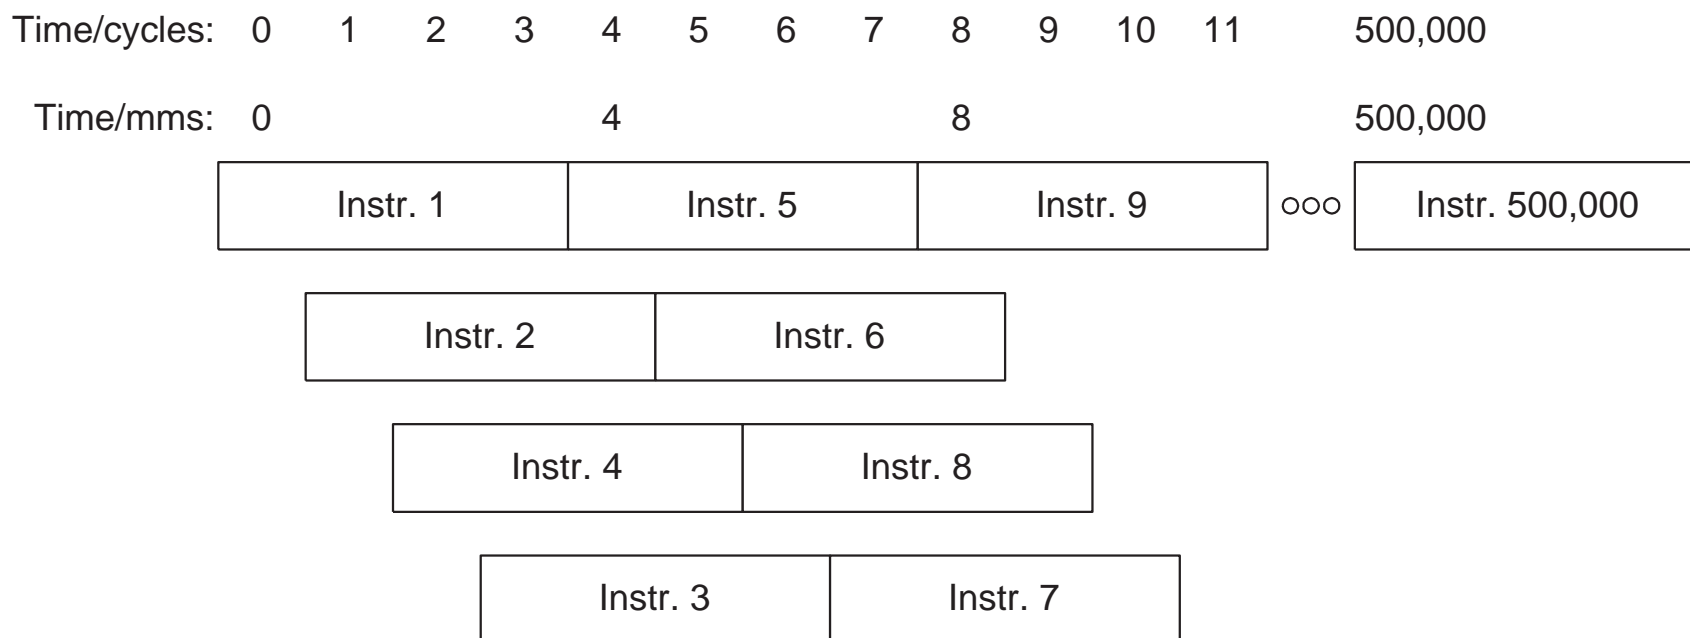 Time/cycles: 0 1 2 3 4 5 6 7 8 9 10 11 500,000
Time/mms: 0 4 8 500,000
Instr. 1 Instr. 5 Instr. 9 Instr. 500,000
Instr. 2 Instr. 6
Instr. 4 Instr. 8
Instr. 3 Instr. 7